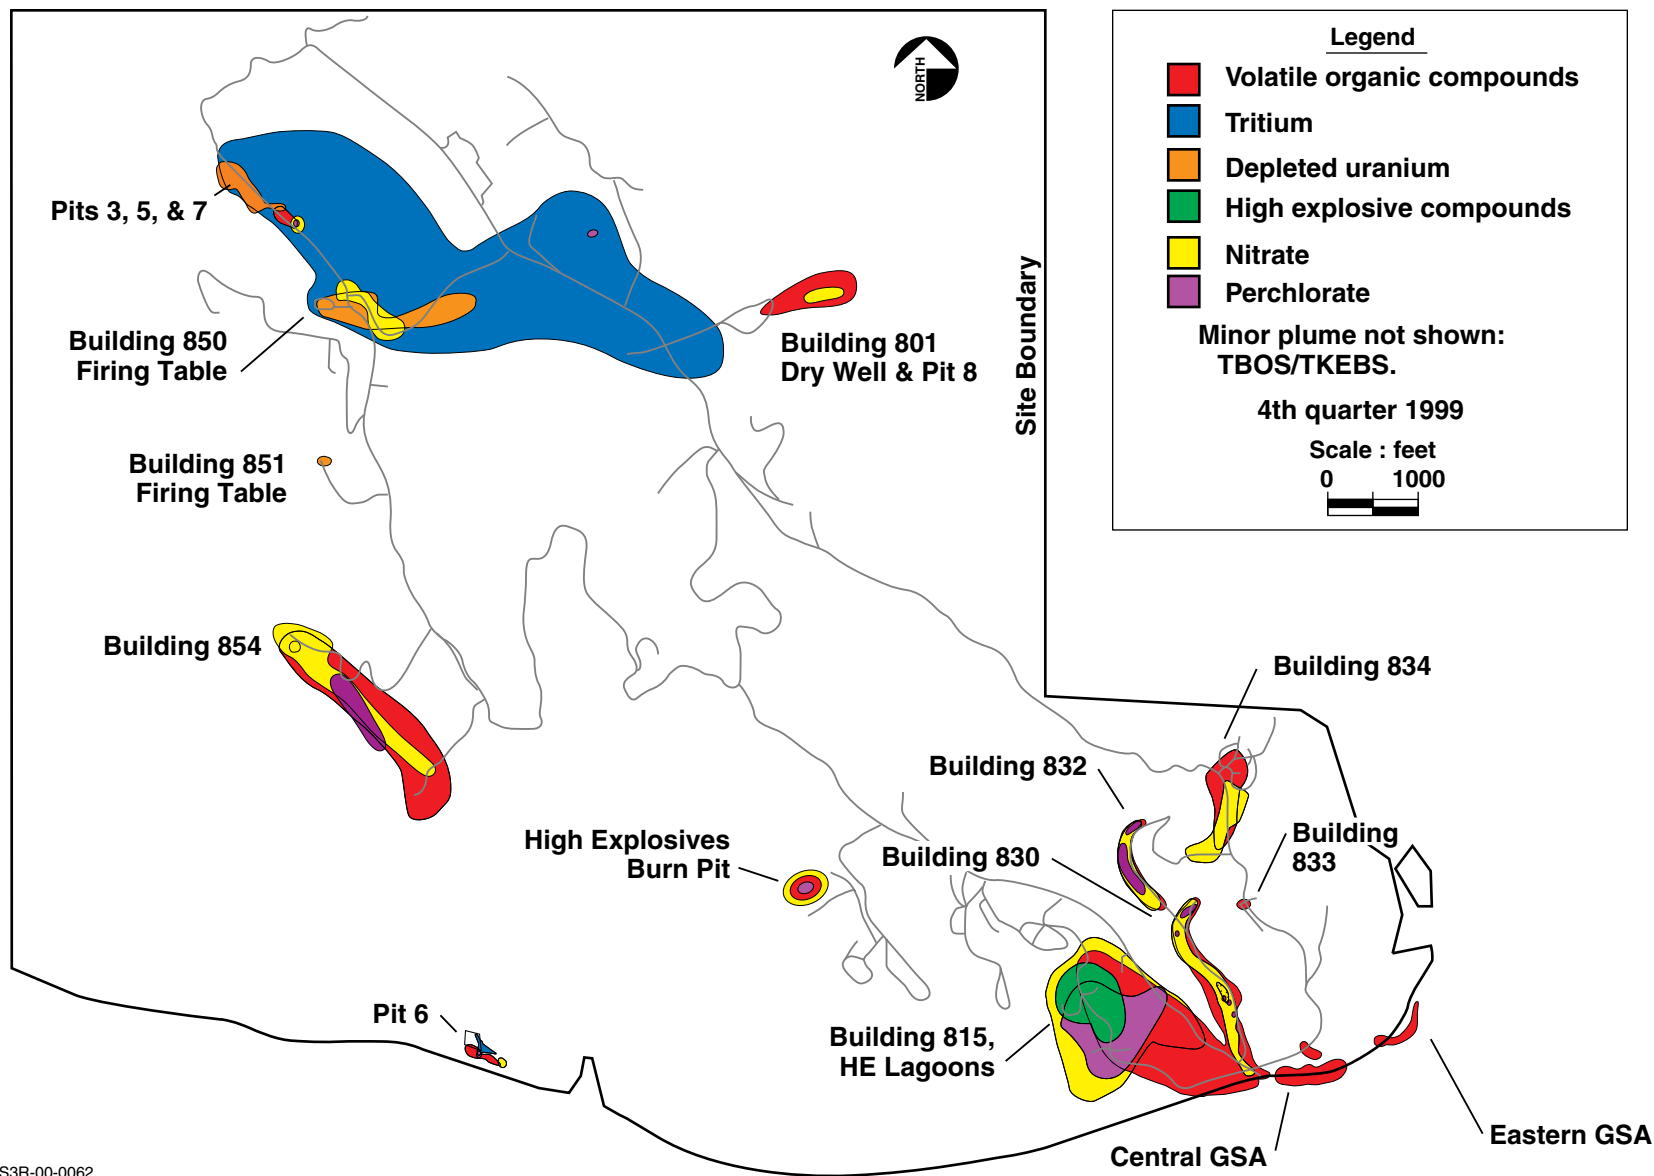 NORTH
Legend
Volatile organic compounds
Tritium
Depleted uranium
High explosive compounds
Nitrate
Perchlorate
Minor plume not shown:
TBOS/TKEBS.
4th quarter 1999
Scale : feet
0 1000
Site Boundary
Pits 3, 5, & 7
Building 850
Firing Table
Building 801
Dry Well & Pit 8
Building 851
Firing Table
Building 854
Building 834
Building 832
Building
833
High Explosives
Burn Pit
Building 830
Pit 6
Building 815,
HE Lagoons
Eastern GSA
Central GSA
S3R-00-0062